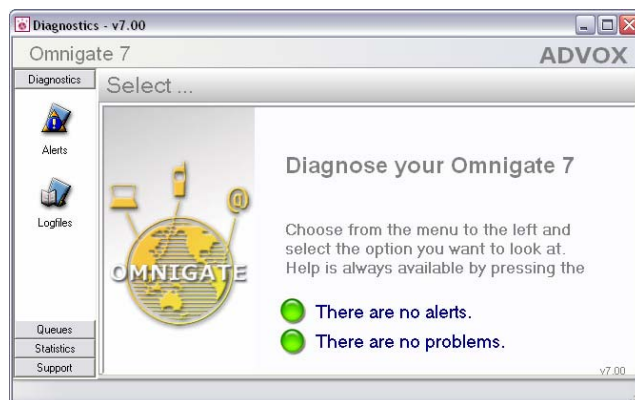 Diagnostics - v7.00
Omnigate 7
ADVOX
Diagnostics
Select ...
Alerts
Logfiles
@
OMNIGATE
Diagnose your Omnigate 7
Choose from the menu to the left and
select the option you want to look at.
Help is always available by pressing the
There are no alerts.
There are no problems.
Queues
Statistics
Support
v7.00